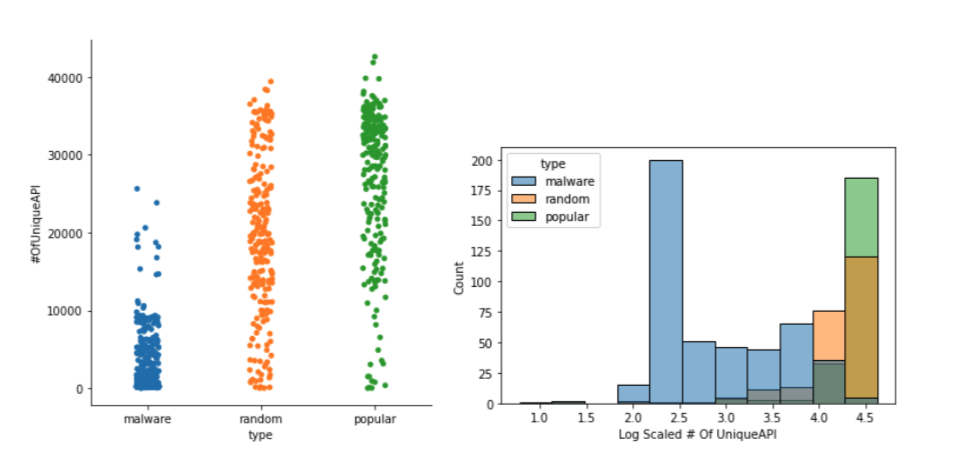 40000
30000
20000
10000
0
#OfUniqueAPI
malware random popular
type
200
175
150
125
100
75
50
25
0
Count
type
malware
random
popular
1.0 1.5 2.0 2.5 3.0 3.5 4.0 4.5
Log Scaled # Of UniqueAPI